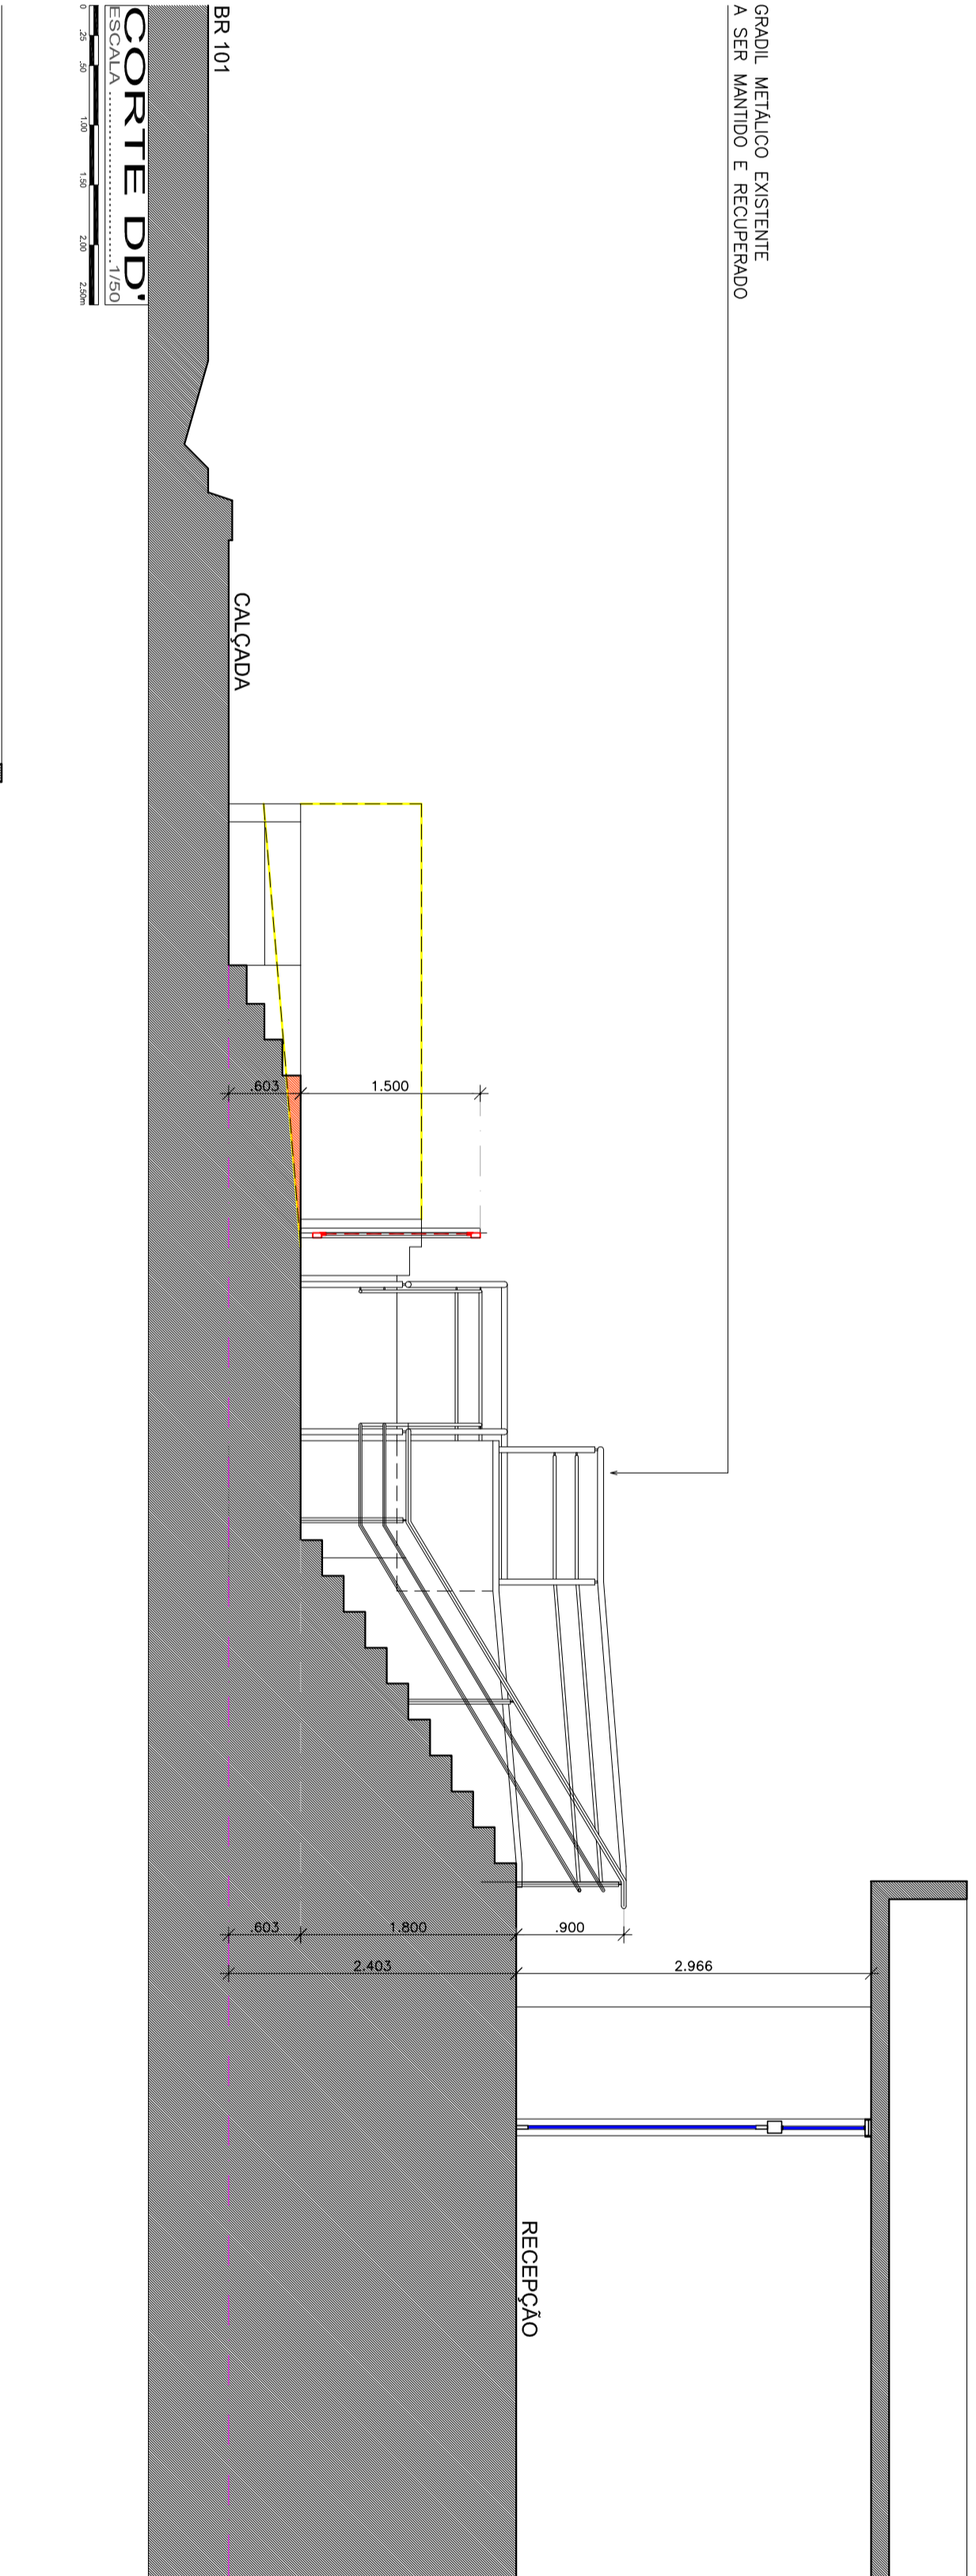 GRADIL METÁLICO EXISTENTE
A SER MANTIDO E RECUPERADO
BR 101
CALÇADA
.603
1.500
.603
1.800
.900
2.403
2.966
RECEPÇÃO
CORTE DD'
ESCALA ........................................ 1/50
0 .25 .50 1.00 1.50 2.00 2.50m